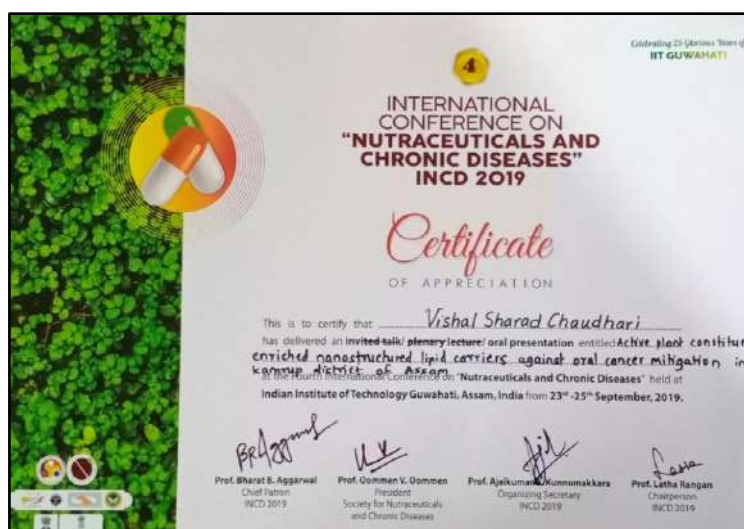 Celebrating 25 Glorious Years of
IIT GUWAHATI
4
INTERNATIONAL
CONFERENCE ON
"NUTRACEUTICALS AND
CHRONIC DISEASES"
INCD 2019
Certificate
OF APPRECIATION
This is to certify that Vishal Sharad Chaudhari
has delivered an invited talk/ plenary lecture/ oral presentation entitled Active plant constitue
enriched nanostructured lipid carriers against oral cancer mitigation in
kamrup district of Assam
at the Fourth International Conference on "Nutraceuticals and Chronic Diseases" held at
Indian Institute of Technology Guwahati, Assam, India from 23rd -25th September, 2019.
Prof. Bharat B. Aggarwal Prof. Oommen V. Oommen Prof. Ajaikumar Kunnumakkara Prof. Latha Rangan
Chief Patron President Organizing Secretary Chairperson
INCD 2019 Society for Nutraceuticals INCD 2019 INCD 2019
and Chronic Diseases